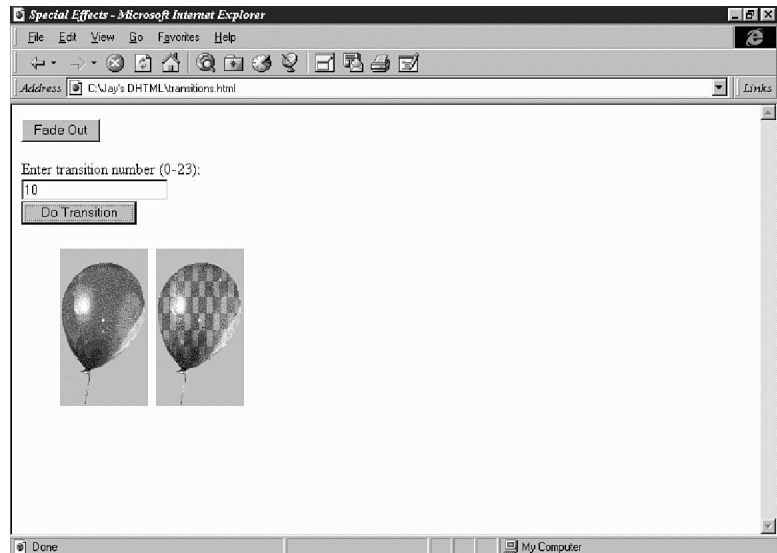 Special Effects - Microsoft Internet Explorer
File Edit View Go Favorites Help
Address C:\Jay's DHTML\transitions.html Links
Fade Out
Enter transition number (0-23):
10
Do Transition
Done My Computer